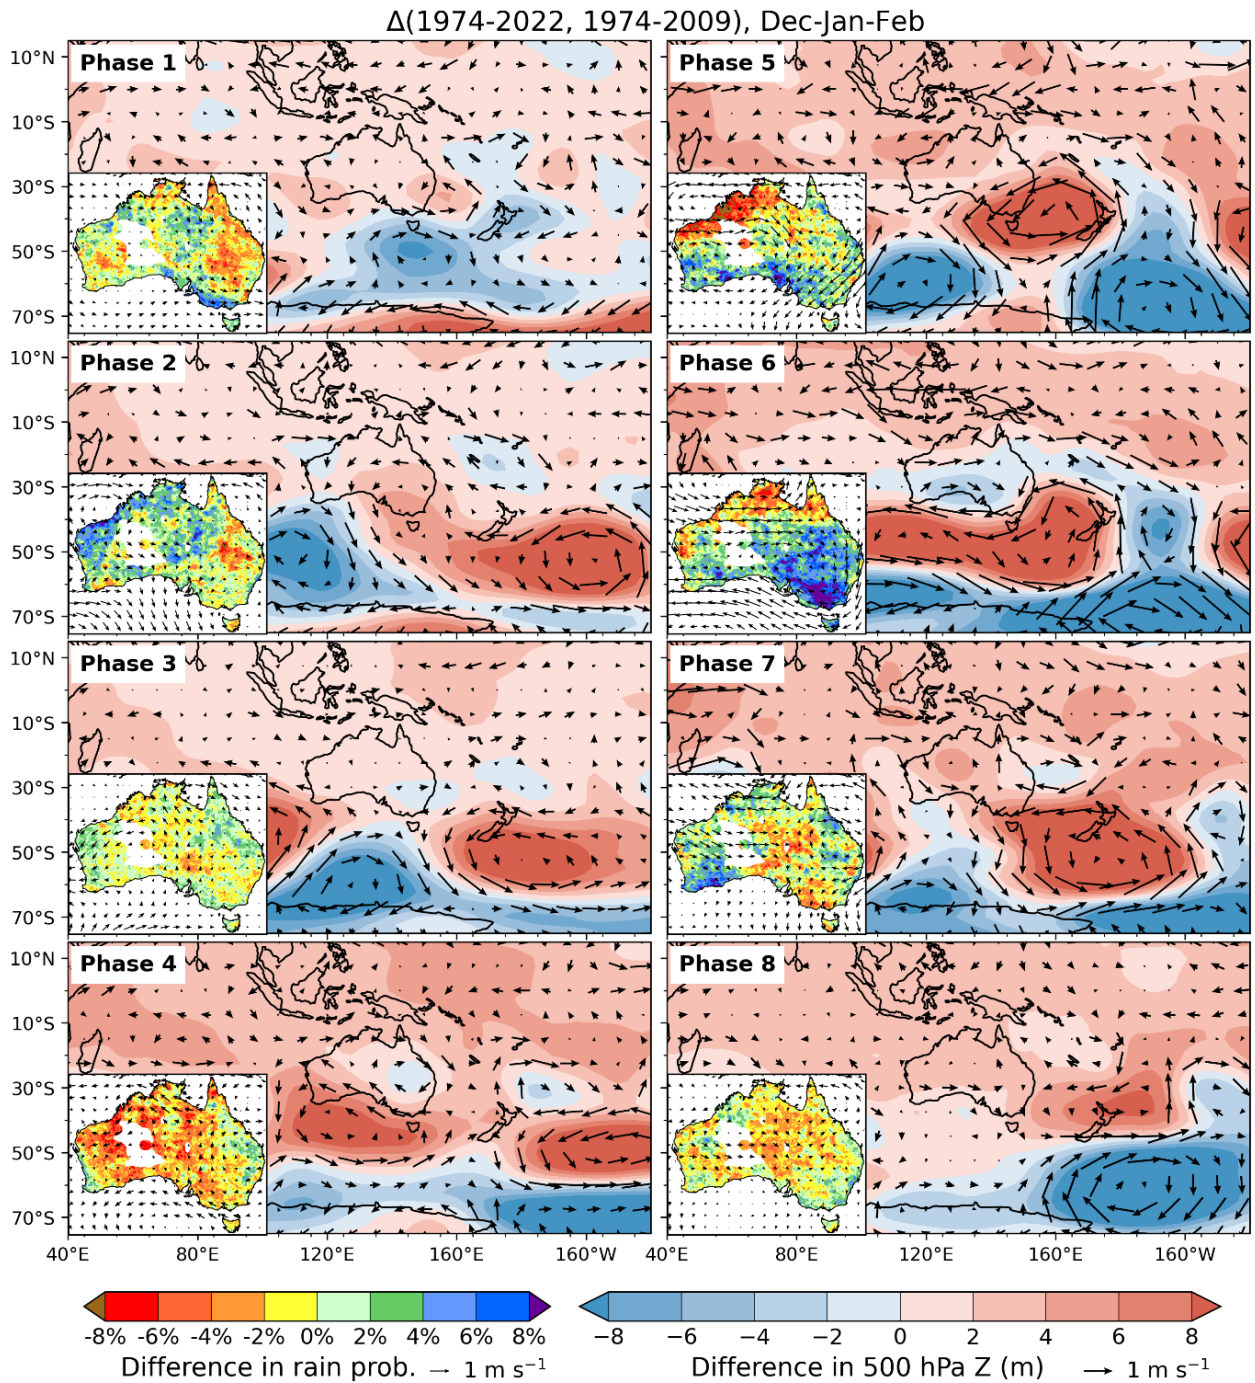 Δ(1974-2022, 1974-2009), Dec-Jan-Feb
Phase 1
Phase 5
10°N
10°S
30°S
50°S
70°S
Phase 2
Phase 6
10°N
10°S
30°S
50°S
70°S
Phase 3
Phase 7
10°N
10°S
30°S
50°S
70°S
Phase 4
Phase 8
10°N
10°S
30°S
50°S
70°S
40°E 80°E 120°E 160°E 160°W 40°E 80°E 120°E 160°E 160°W
-8% -6% -4% -2% 0% 2% 4% 6% 8%
−8 −6 −4 −2 0 2 4 6 8
Difference in rain prob. → 1 m s⁻¹
Difference in 500 hPa Z (m) → 1 m s⁻¹